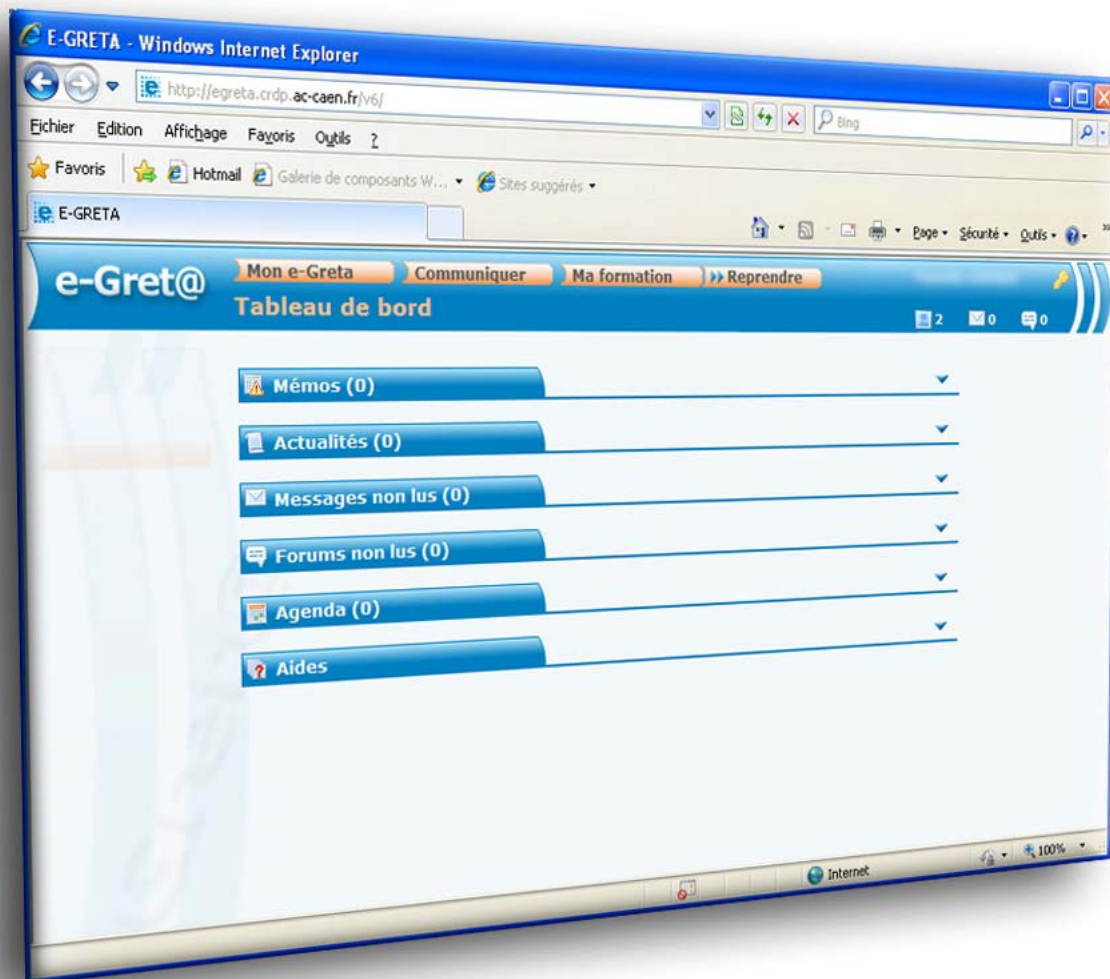 E-GRETA - Windows Internet Explorer
http://egreta.crdp.ac-caen.fr/v6/
Bing
Fichier Edition Affichage Favoris Outils ?
Favoris Hotmail Galerie de composants W... Sites suggérés
E-GRETA
Page Sécurité Outils »
e-Gret@ Mon e-Greta Communiquer Ma formation Reprendre
Tableau de bord
2 0 0
Mémos (0)
Actualités (0)
Messages non lus (0)
Forums non lus (0)
Agenda (0)
Aides
Internet 100%